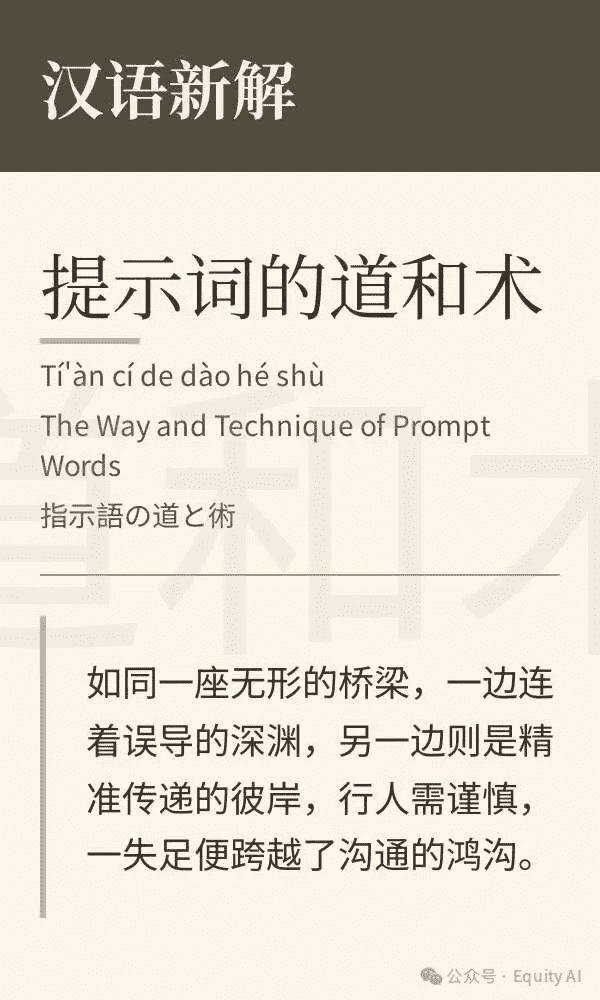 汉语新解
提示词的道和术
Tí'àn cí de dào hé shù
The Way and Technique of Prompt
Words
指示語の道と術
道和术
如同一座无形的桥梁，一边连
着误导的深渊，另一边则是精
准传递的彼岸，行人需谨慎，
一失足便跨越了沟通的鸿沟。
公众号 · Equity AI